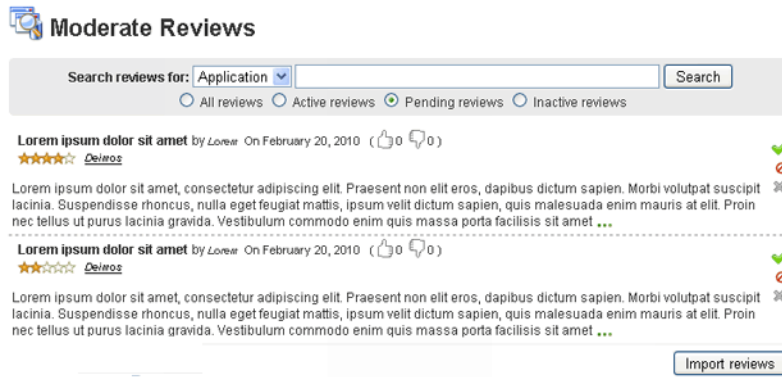 Moderate Reviews
Search reviews for: Application Search
All reviews Active reviews Pending reviews Inactive reviews
Lorem ipsum dolor sit amet by Lorem On February 20, 2010 ( 0 0 )
Deimos
Lorem ipsum dolor sit amet, consectetur adipiscing elit. Praesent non elit eros, dapibus dictum sapien. Morbi volutpat suscipit
lacinia. Suspendisse rhoncus, nulla eget feugiat mattis, ipsum velit dictum sapien, quis malesuada enim mauris at elit. Proin
nec tellus ut purus lacinia gravida. Vestibulum commodo enim quis massa porta facilisis sit amet ...
Lorem ipsum dolor sit amet by Lorem On February 20, 2010 ( 0 0 )
Deimos
Lorem ipsum dolor sit amet, consectetur adipiscing elit. Praesent non elit eros, dapibus dictum sapien. Morbi volutpat suscipit
lacinia. Suspendisse rhoncus, nulla eget feugiat mattis, ipsum velit dictum sapien, quis malesuada enim mauris at elit. Proin
nec tellus ut purus lacinia gravida. Vestibulum commodo enim quis massa porta facilisis sit amet ...
Import reviews